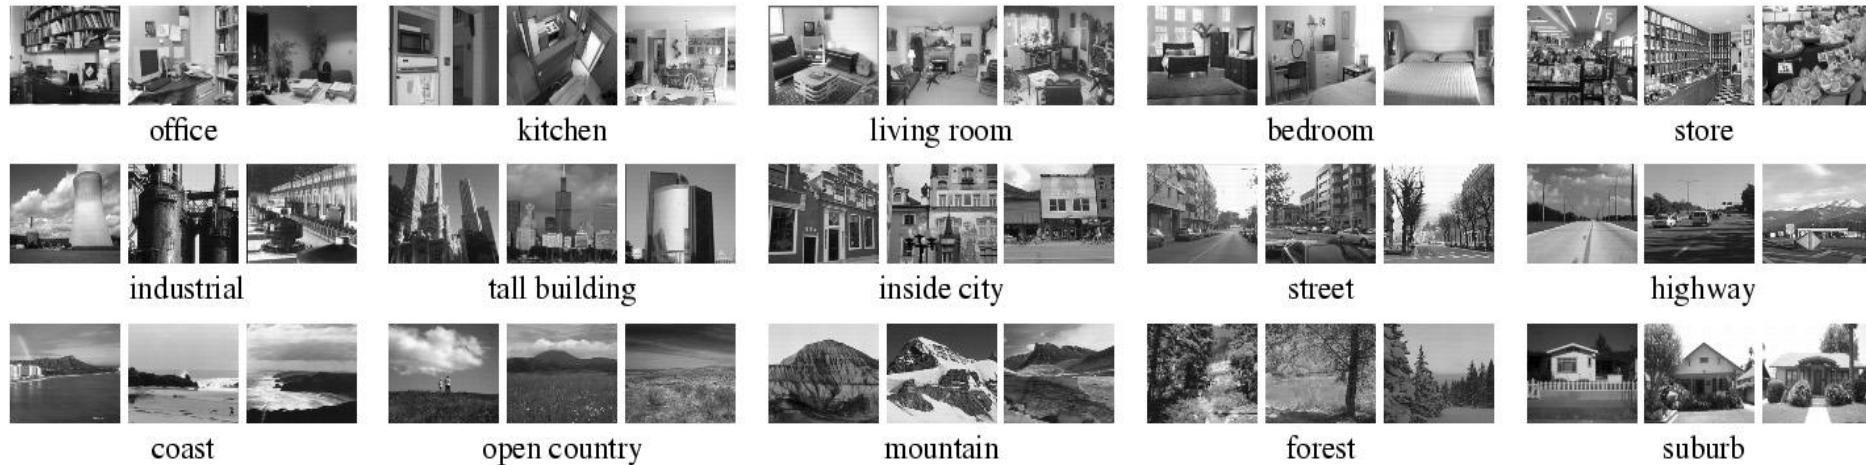 office kitchen living room bedroom store
industrial tall building inside city street highway
coast open country mountain forest suburb